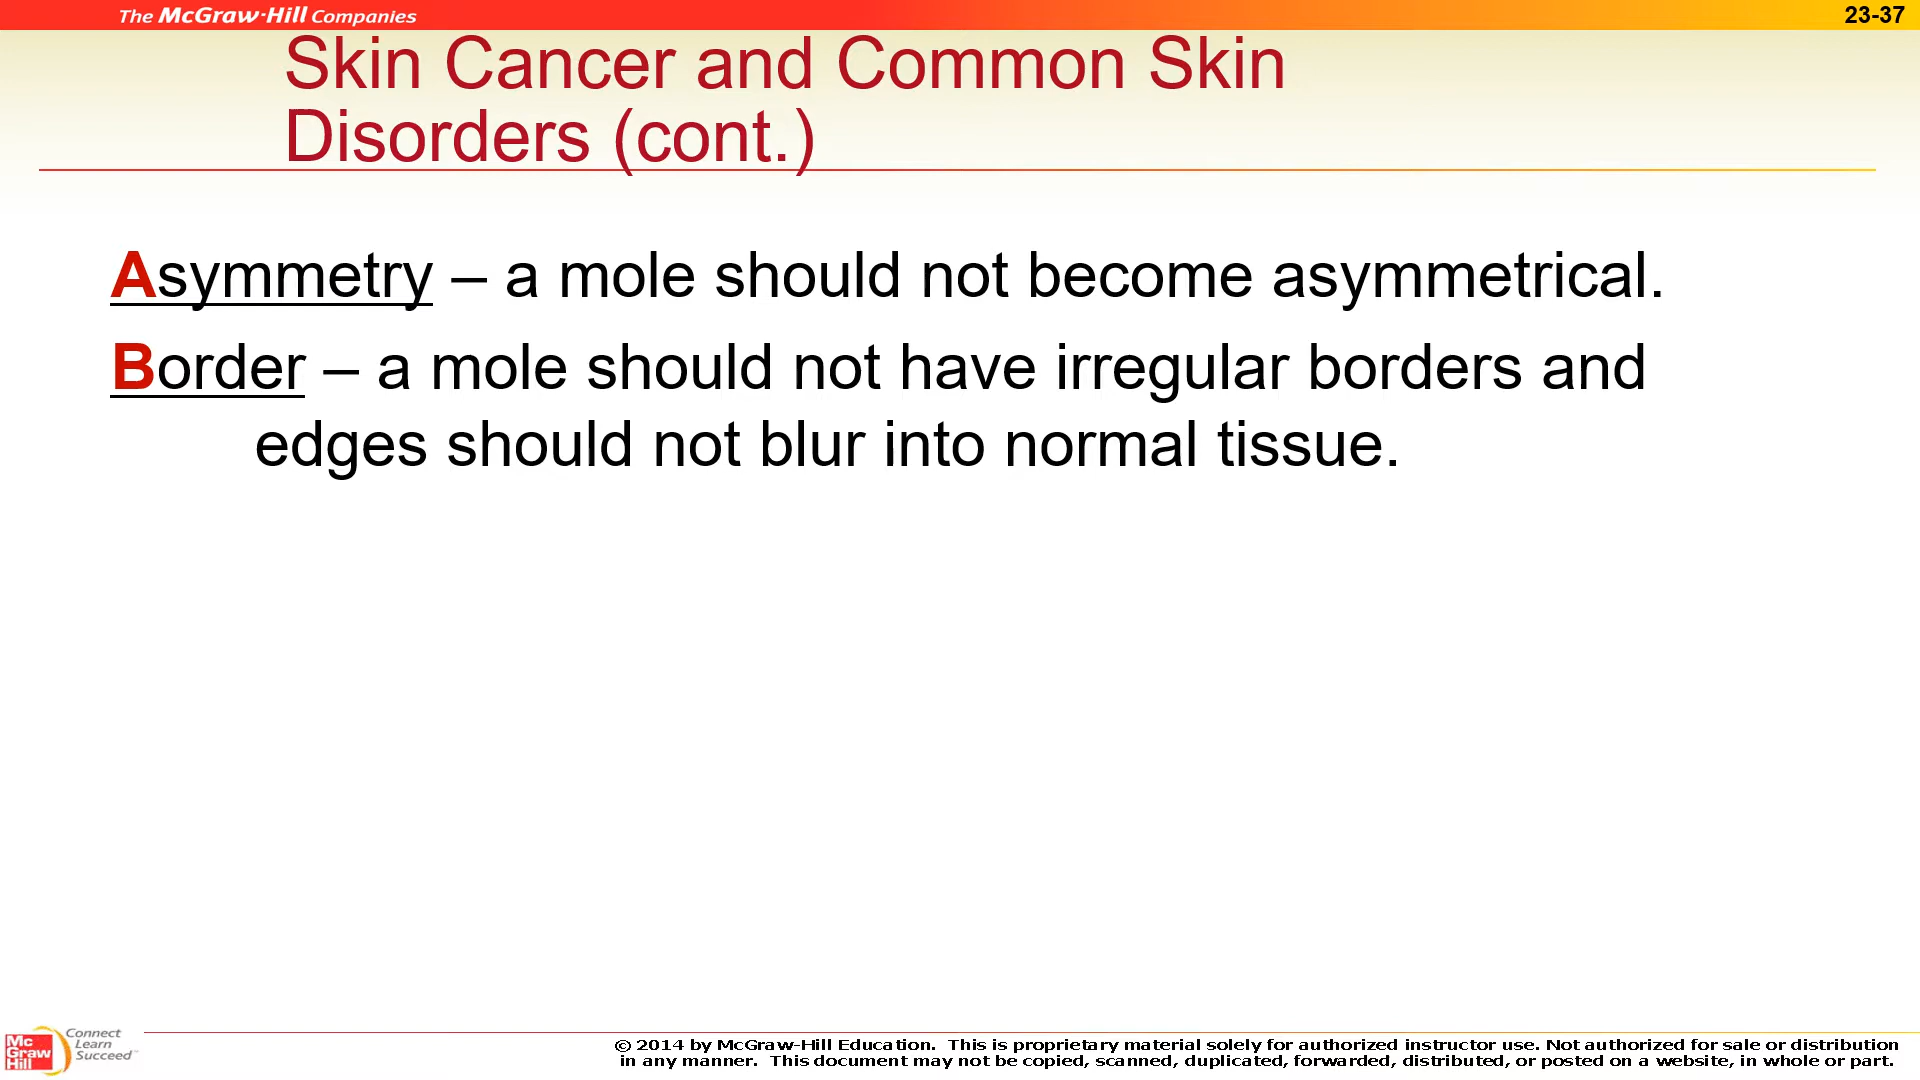 The McGraw-Hill Companies
23-37
Skin Cancer and Common Skin
Disorders (cont.)
Asymmetry – a mole should not become asymmetrical.
Border – a mole should not have irregular borders and
edges should not blur into normal tissue.
Mc
Graw
Hill
Connect
Learn
Succeed™
© 2014 by McGraw-Hill Education.  This is proprietary material solely for authorized instructor use. Not authorized for sale or distribution
in any manner.  This document may not be copied, scanned, duplicated, forwarded, distributed, or posted on a website, in whole or part.